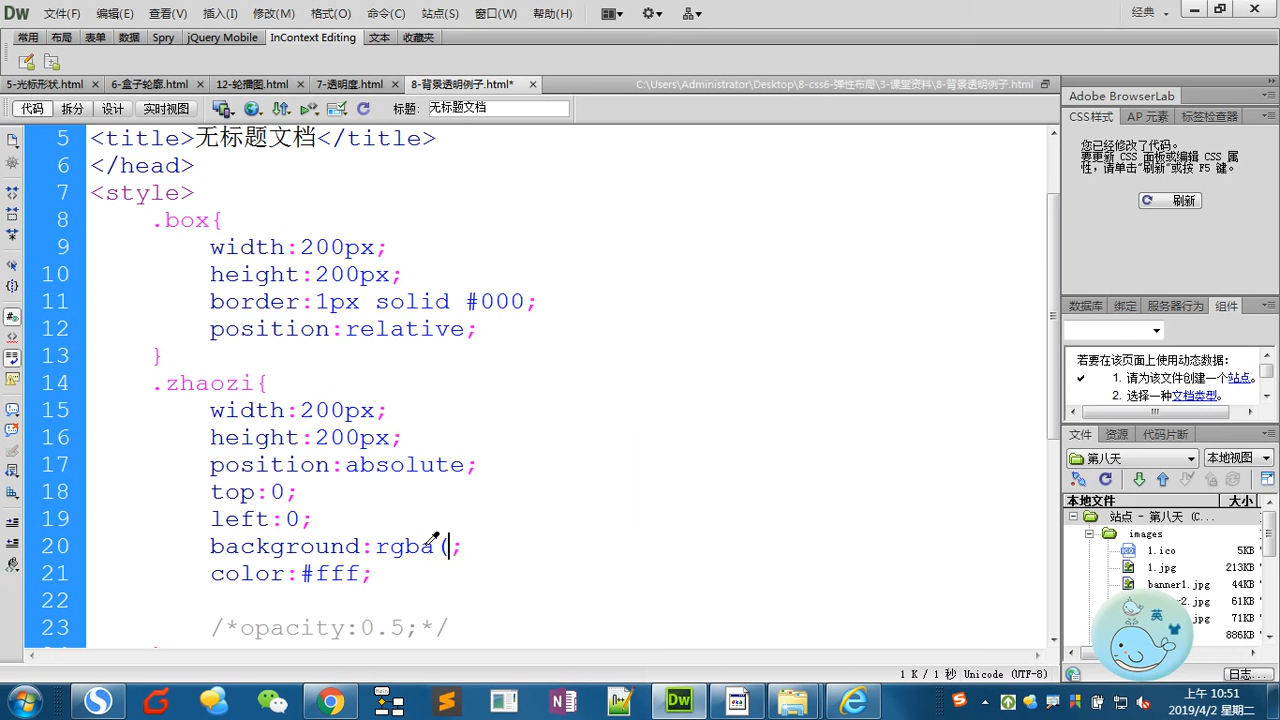 Dw 文件(F) 编辑(E) 查看(V) 插入(I) 修改(M) 格式(O) 命令(C) 站点(S) 窗口(W) 帮助(H) 经典
常用 布局 表单 数据 Spry jQuery Mobile InContext Editing 文本 收藏夹
5-光标形状.html × 6-盒子轮廓.html × 12-轮播图.html × 7-透明度.html × 8-背景透明例子.html* × C:\Users\Administrator\Desktop\8-css6-弹性布局\3-课堂资料\8-背景透明例子.html
代码 拆分 设计 实时视图 标题: 无标题文档
5 <title>无标题文档</title>
6 </head>
7 <style>
8 .box{
9 width:200px;
10 height:200px;
11 border:1px solid #000;
12 position:relative;
13 }
14 .zhaozi{
15 width:200px;
16 height:200px;
17 position:absolute;
18 top:0;
19 left:0;
20 background:rgba(;
21 color:#fff;
22
23 /*opacity:0.5;*/
1 K / 1 秒 Unicode (UTF-8)
Adobe BrowserLab
CSS样式 AP 元素 标签检查器
您已经修改了代码。
要更新 CSS 面板或编辑 CSS 属
性，请单击“刷新”或按 F5 键。
刷新
数据库 绑定 服务器行为 组件
若要在该页面上使用动态数据:
1. 请为该文件创建一个站点。
2. 选择一种文档类型。
文件 资源 代码片断
第八天 本地视图
本地文件 大小
站点 - 第八天 (C...
images
1.ico 5KB
1.jpg 213KB
banner1.jpg 44KB
r2.jpg 61KB
.jpg 71KB
886KB
英
日志...
Dw
上午 10:51
2019/4/2 星期二